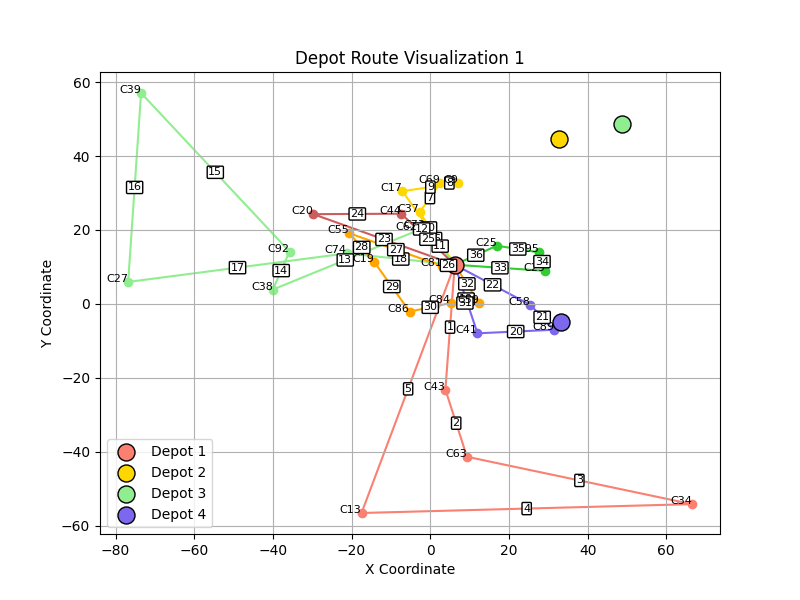 Depot Route Visualization 1
60
40
20
0
−20
−40
−60
−80
−60
−40
−20
0
20
40
60
X Coordinate
Y Coordinate
C39
15
16
C27
17
C92
14
C38
13
C74
C20
24
C44
C17
9
7
C69
C37
C55
23
28
27
18
C19
29
C86
30
C84
26
25
36
C25
35
34
33
32
22
C58
21
C89
20
C41
1
C43
2
C63
3
C34
4
C13
5
Depot 1
Depot 2
Depot 3
Depot 4